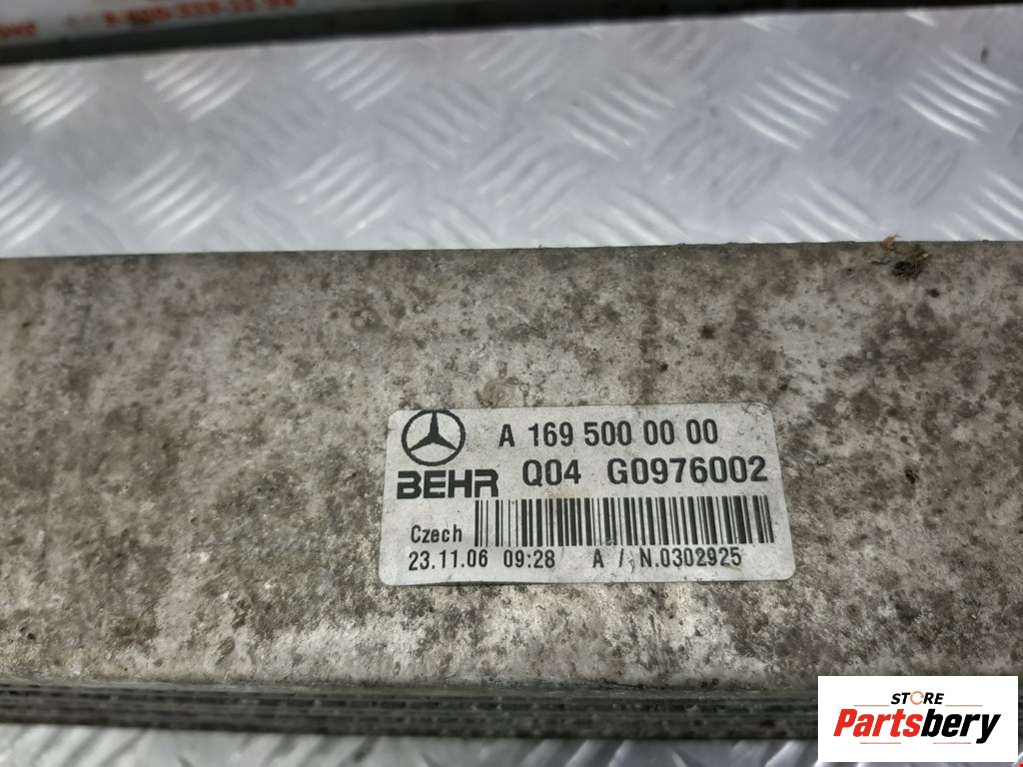 A 169 500 00 00
BEHR Q04 G0976002
Czech
23.11.06 09:28 A / N.0302925
STORE
Partsbery